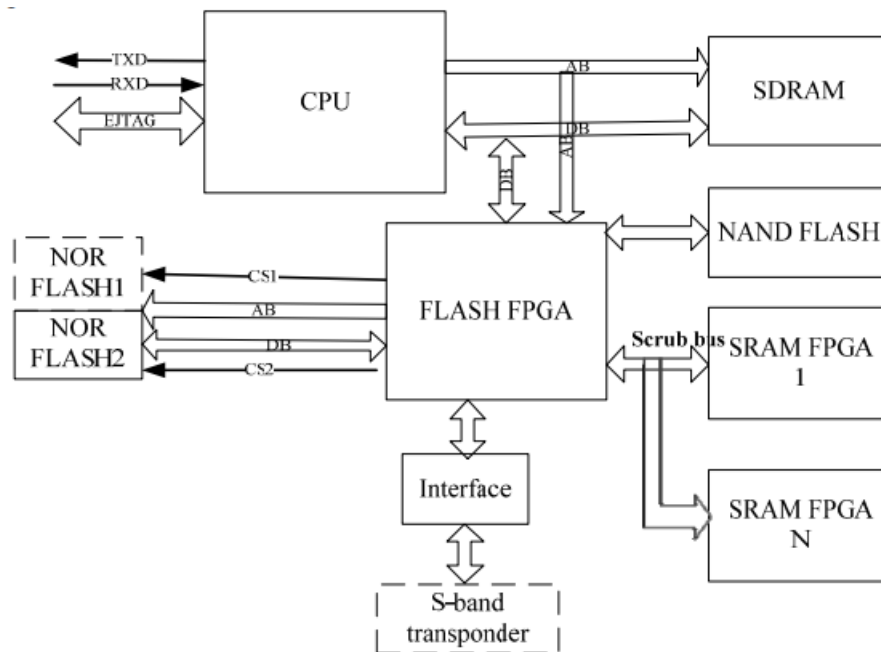 TXD
RXD
EJTAG
CPU
AB
DB
AB
DB
SDRAM
NAND FLASH
NOR
FLASH1
NOR
FLASH2
CS1
AB
DB
CS2
FLASH FPGA
Scrub bus
SRAM FPGA
1
SRAM FPGA
N
Interface
S-band
transponder